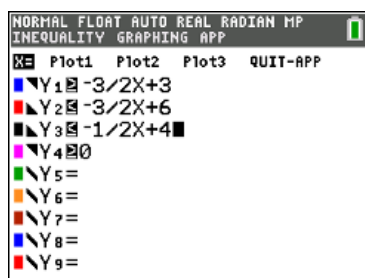 NORMAL FLOAT AUTO REAL RADIAN MP
INEQUALITY GRAPHING APP
X= Plot1 Plot2 Plot3 QUIT-APP
Y1≥-3/2X+3
Y2≤-3/2X+6
Y3≤-1/2X+4
Y4≥0
Y5=
Y6=
Y7=
Y8=
Y9=